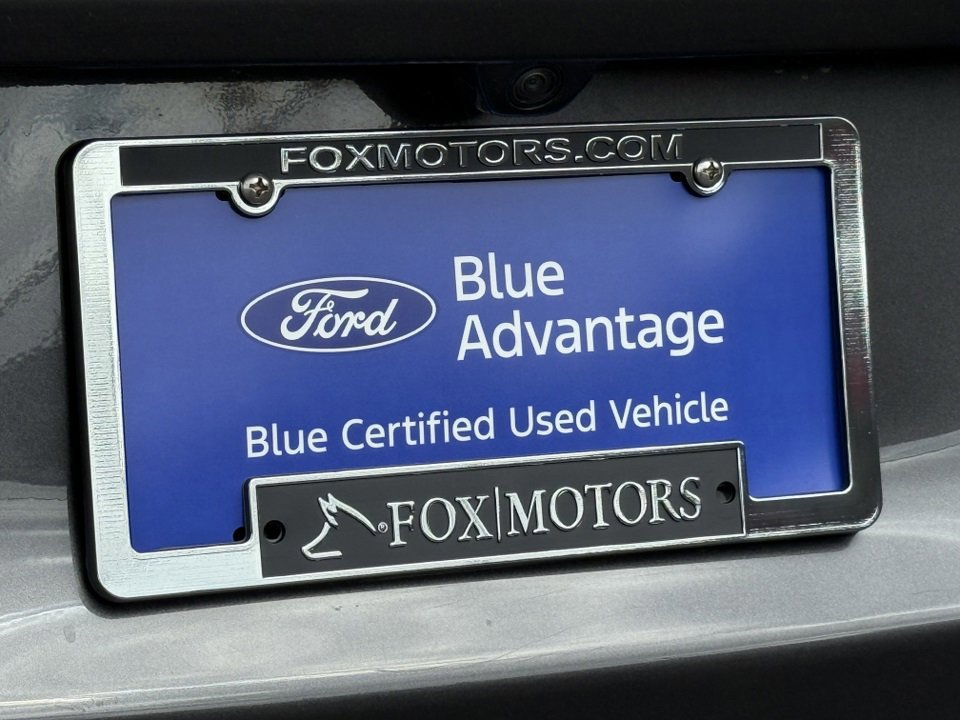 FOXMOTORS.COM
Ford
Blue
Advantage
Blue Certified Used Vehicle
® FOX|MOTORS